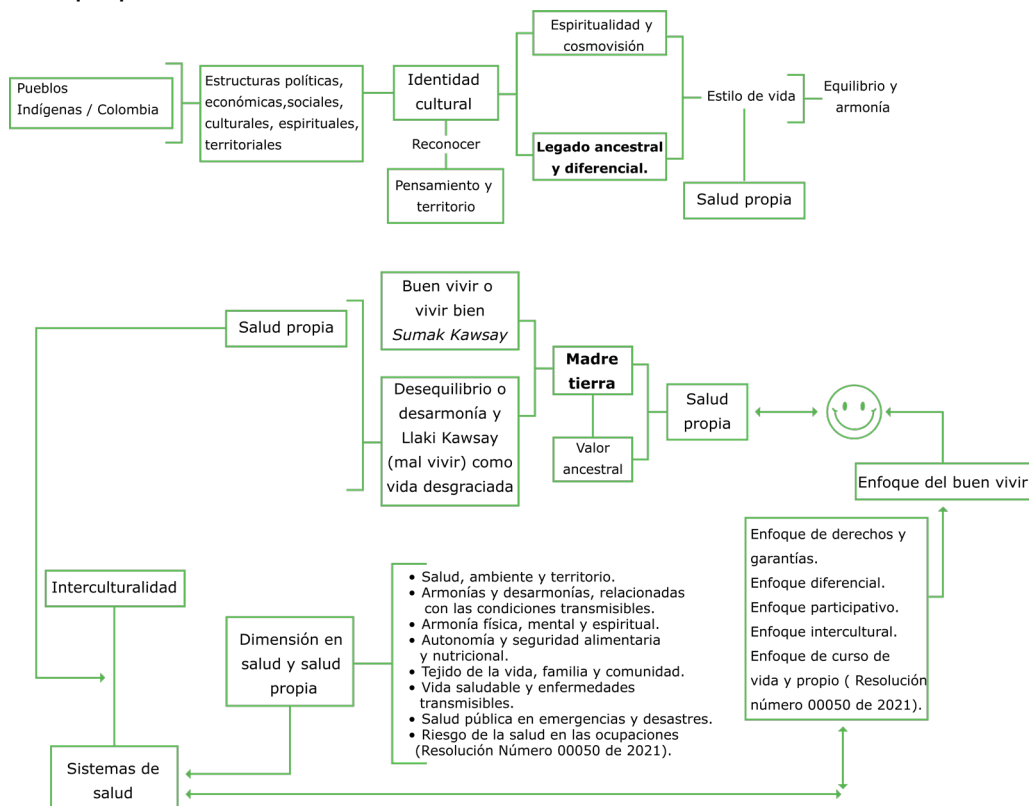 Pueblos
Indígenas / Colombia
Estructuras políticas,
económicas,sociales,
culturales, espirituales,
territoriales
Identidad
cultural
Reconocer
Pensamiento y
territorio
Espiritualidad y
cosmovisión
Legado ancestral
y diferencial.
Estilo de vida
Equilibrio y
armonía
Salud propia
Salud propia
Buen vivir o
vivir bien
Sumak Kawsay
Desequilibrio o
desarmonía y
Llaki Kawsay
(mal vivir) como
vida desgraciada
Madre
tierra
Valor
ancestral
Salud
propia
Enfoque del buen vivir
Enfoque de derechos y
garantías.
Enfoque diferencial.
Enfoque participativo.
Enfoque intercultural.
Enfoque de curso de
vida y propio ( Resolución
número 00050 de 2021).
Interculturalidad
Dimensión en
salud y salud
propia
• Salud, ambiente y territorio.
• Armonías y desarmonías, relacionadas
con las condiciones transmisibles.
• Armonía física, mental y espiritual.
• Autonomía y seguridad alimentaria
y nutricional.
• Tejido de la vida, familia y comunidad.
• Vida saludable y enfermedades
transmisibles.
• Salud pública en emergencias y desastres.
• Riesgo de la salud en las ocupaciones
(Resolución Número 00050 de 2021).
Sistemas de
salud